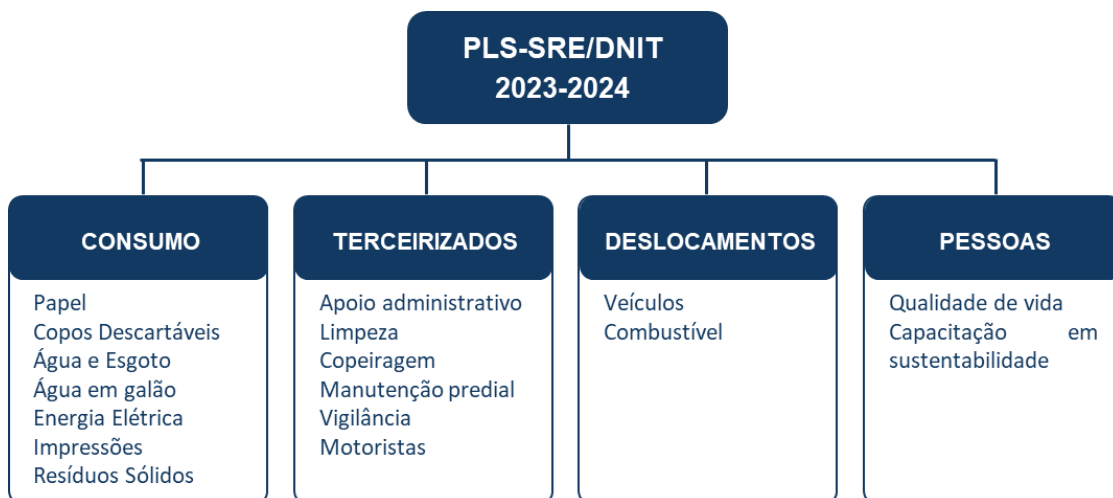 PLS-SRE/DNIT
2023-2024
CONSUMO
Papel
Copos Descartáveis
Água e Esgoto
Água em galão
Energia Elétrica
Impressões
Resíduos Sólidos
TERCEIRIZADOS
Apoio administrativo
Limpeza
Copeiragem
Manutenção predial
Vigilância
Motoristas
DESLOCAMENTOS
Veículos
Combustível
PESSOAS
Qualidade de vida
Capacitação em
sustentabilidade